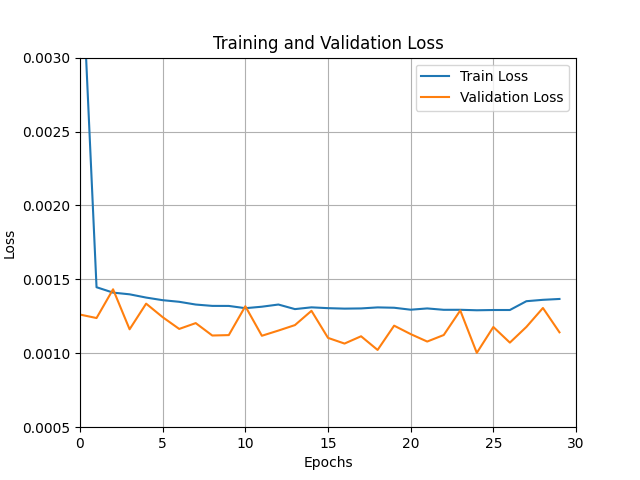 Training and Validation Loss
0.0030
0.0025
0.0020
0.0015
0.0010
0.0005
Loss
Train Loss
Validation Loss
0 5 10 15 20 25 30
Epochs